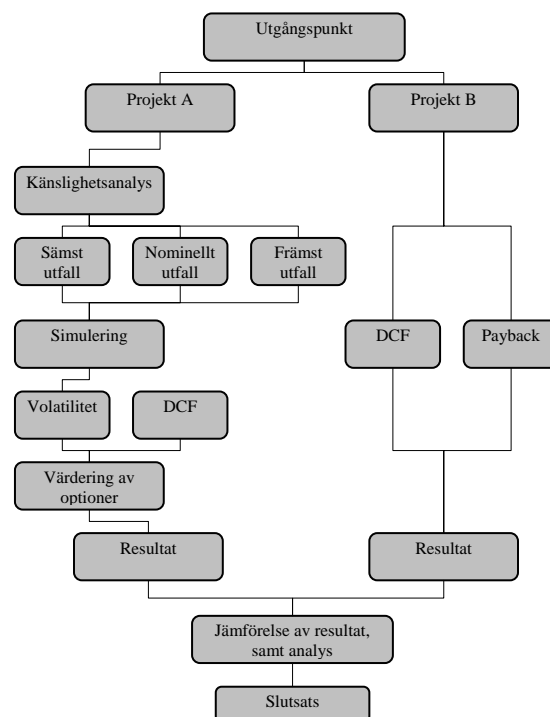 Utgångspunkt
Projekt A
Projekt B
Känslighetsanalys
Sämst
utfall
Nominellt
utfall
Främst
utfall
Simulering
DCF
Payback
Volatilitet
DCF
Värdering av
optioner
Resultat
Resultat
Jämförelse av resultat,
samt analys
Slutsats